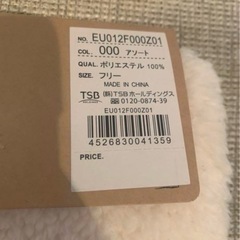 NO. EU012F000Z01
COL. 000 アソート
QUAL. ポリエステル 100%
SIZE. フリー
MADE IN CHINA
TSB (株)TSBホールディングス
☎0120-0874-39
EU012F000Z01
4526830041359
PRICE.